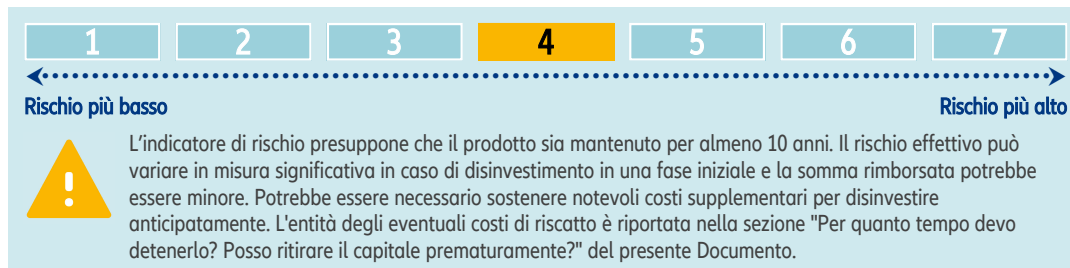 1 2 3 4 5 6 7
Rischio più basso Rischio più alto
L'indicatore di rischio presuppone che il prodotto sia mantenuto per almeno 10 anni. Il rischio effettivo può
variare in misura significativa in caso di disinvestimento in una fase iniziale e la somma rimborsata potrebbe
essere minore. Potrebbe essere necessario sostenere notevoli costi supplementari per disinvestire
anticipatamente. L'entità degli eventuali costi di riscatto è riportata nella sezione "Per quanto tempo devo
detenerlo? Posso ritirare il capitale prematuramente?" del presente Documento.